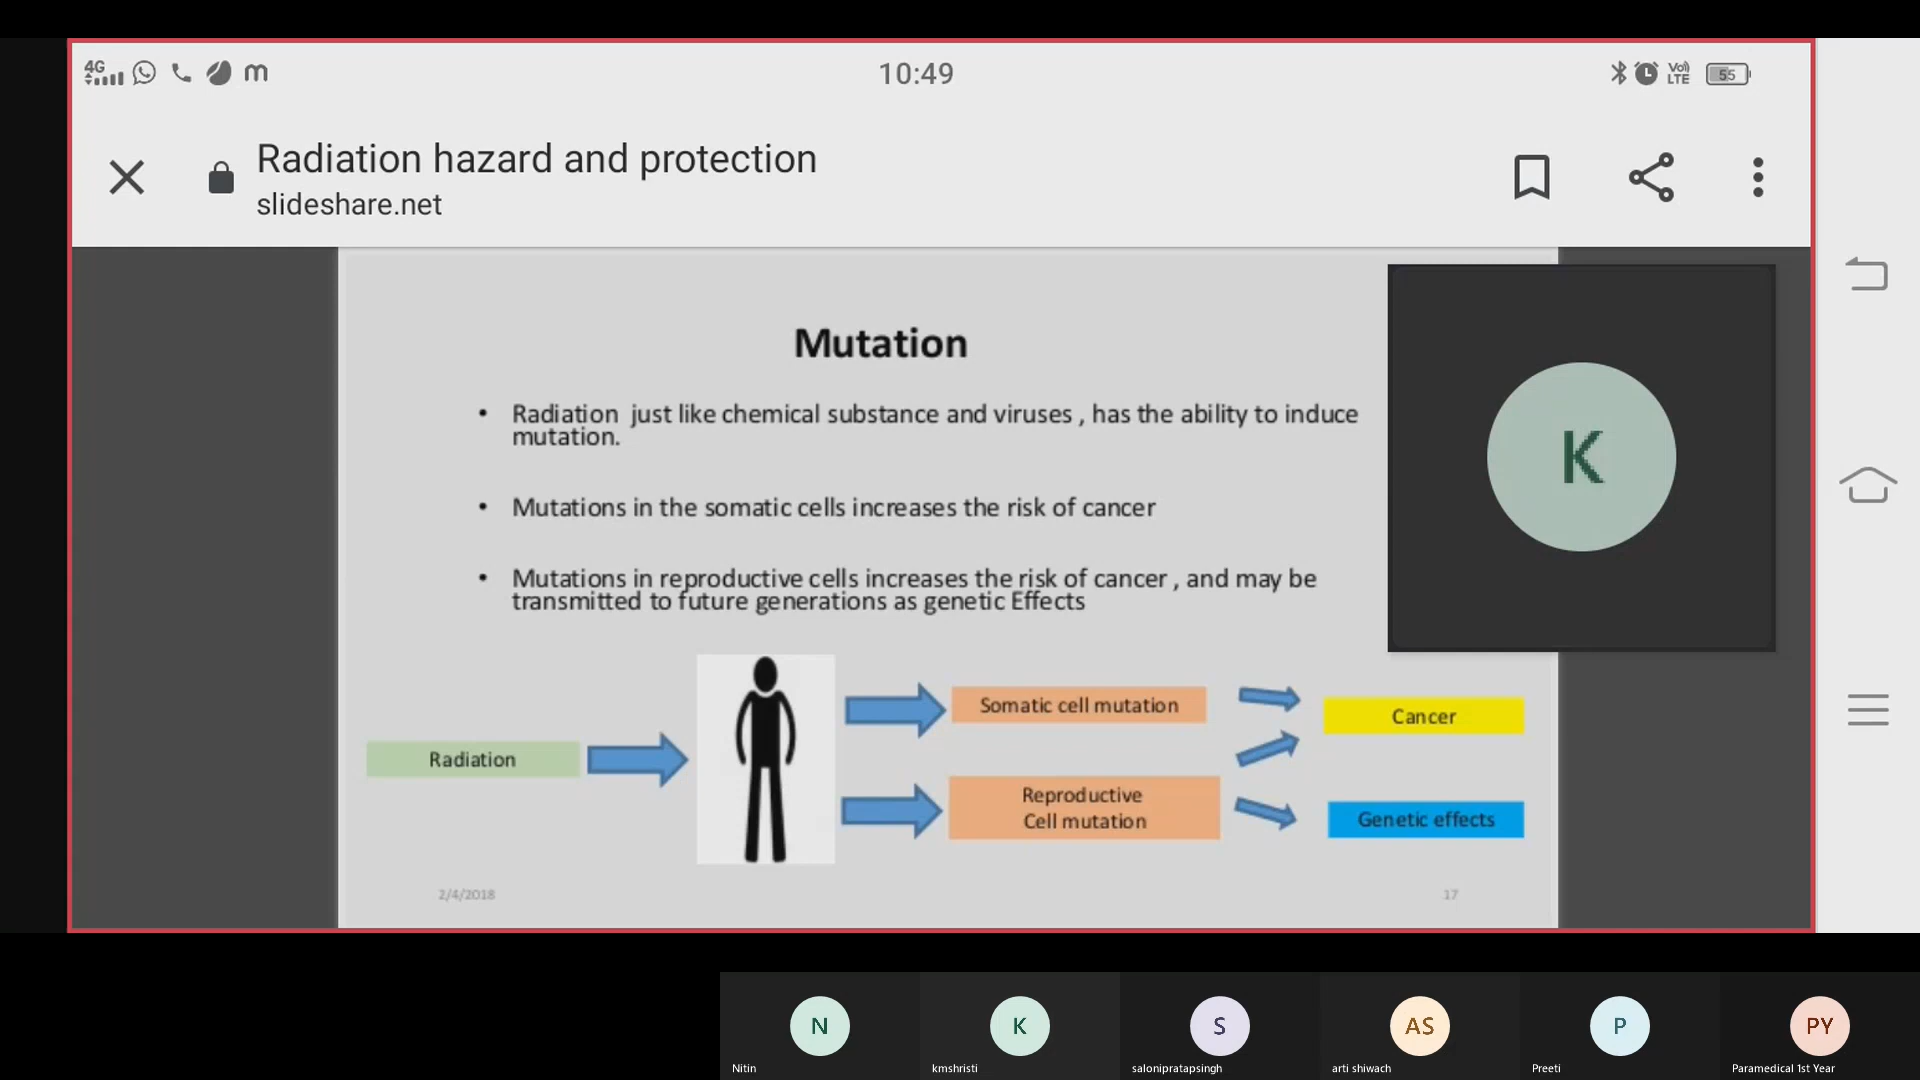 4G
10:49
Vo))
LTE
55
Radiation hazard and protection
slideshare.net
Mutation
• Radiation just like chemical substance and viruses , has the ability to induce
mutation.
• Mutations in the somatic cells increases the risk of cancer
• Mutations in reproductive cells increases the risk of cancer , and may be
transmitted to future generations as genetic Effects
K
Radiation
Somatic cell mutation
Reproductive
Cell mutation
Cancer
Genetic effects
2/4/2018
17
N
Nitin
K
kmshristi
S
salonipratapsingh
AS
arti shiwach
P
Preeti
PY
Paramedical 1st Year